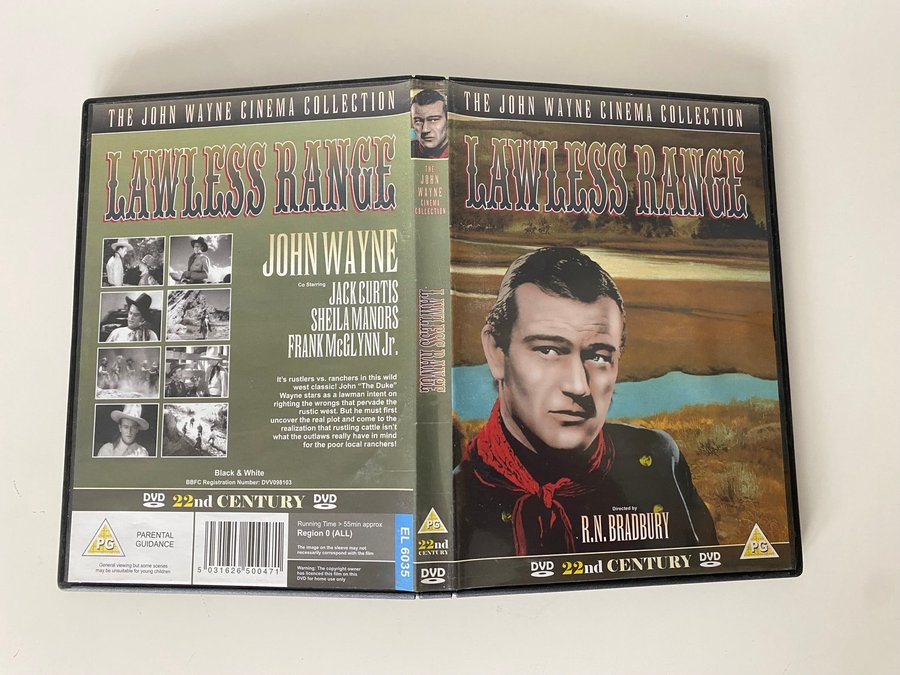 THE JOHN WAYNE CINEMA COLLECTION
LAWLESS RANGE
JOHN WAYNE
Co Starring
JACK CURTIS
SHEILA MANORS
FRANK McGLYNN Jr.
It's rustlers vs. ranchers in this wild
west classic! John "The Duke"
Wayne stars as a lawman intent on
righting the wrongs that pervade the
rustic west. But he must first
uncover the real plot and come to the
realization that rustling cattle isn't
what the outlaws really have in mind
for the poor local ranchers!
Black & White
BBFC Registration Number: DVV098103
DVD 22nd CENTURY DVD
PG
PARENTAL
GUIDANCE
General viewing but some scenes
may be unsuitable for young children
5 031626 500471
Running Time > 55min approx
Region 0 (ALL)
The image on the sleeve may not
necessarily correspond with the film
Warning: The copyright owner
has licenced this film on this
DVD for home use only
EL 6035
THE
JOHN
WAYNE
CINEMA
COLLECTION
LAWLESS RANGE
PG
22nd
CENTURY
DVD
THE JOHN WAYNE CINEMA COLLECTION
LAWLESS RANGE
Directed by
R.N. BRADBURY
DVD 22nd CENTURY DVD
PG